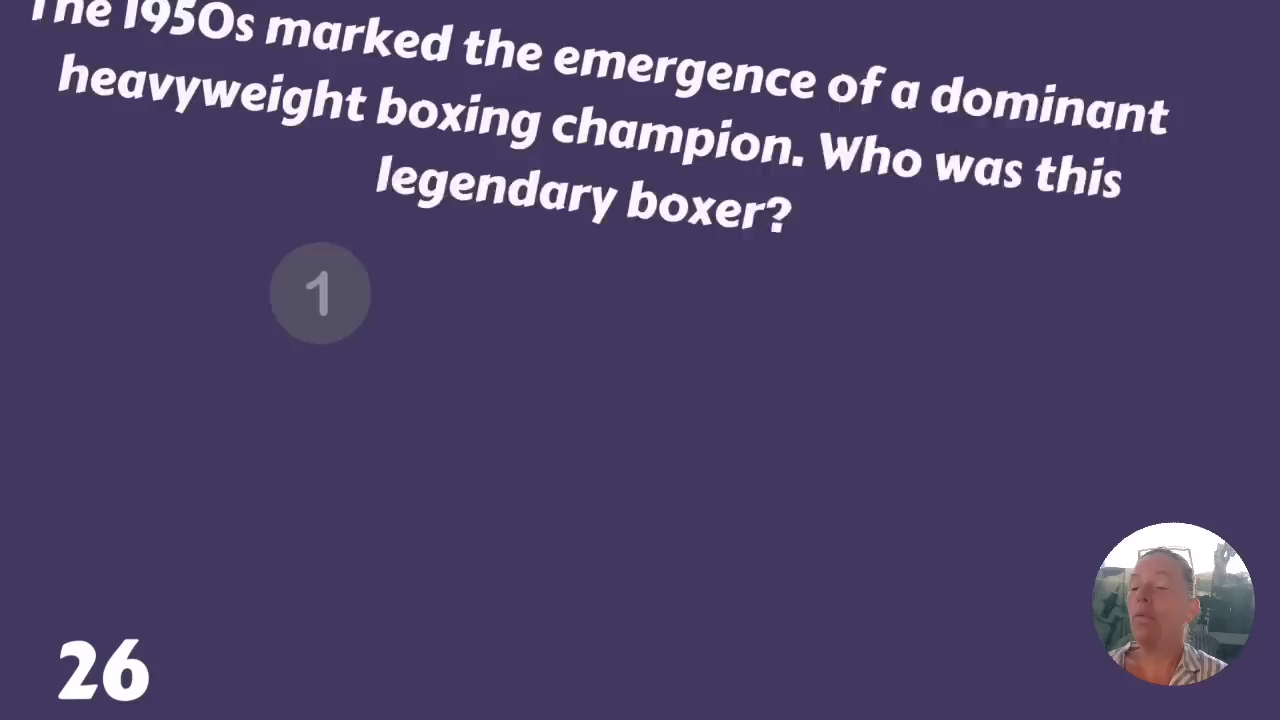 The 1950s marked the emergence of a dominant
heavyweight boxing champion. Who was this
legendary boxer?
1
26